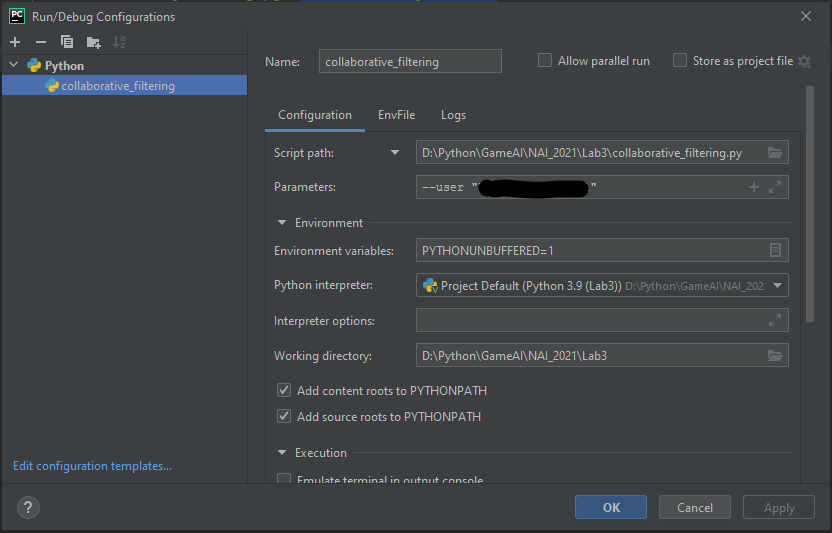 PC Run/Debug Configurations
Python
collaborative_filtering
Name: collaborative_filtering Allow parallel run Store as project file
Configuration EnvFile Logs
Script path: D:\Python\GameAI\NAI_2021\Lab3\collaborative_filtering.py
Parameters: --user " "
Environment
Environment variables: PYTHONUNBUFFERED=1
Python interpreter: Project Default (Python 3.9 (Lab3)) D:\Python\GameAI\NAI_202
Interpreter options:
Working directory: D:\Python\GameAI\NAI_2021\Lab3
Add content roots to PYTHONPATH
Add source roots to PYTHONPATH
Execution
Emulate terminal in output console
Edit configuration templates...
? OK Cancel Apply